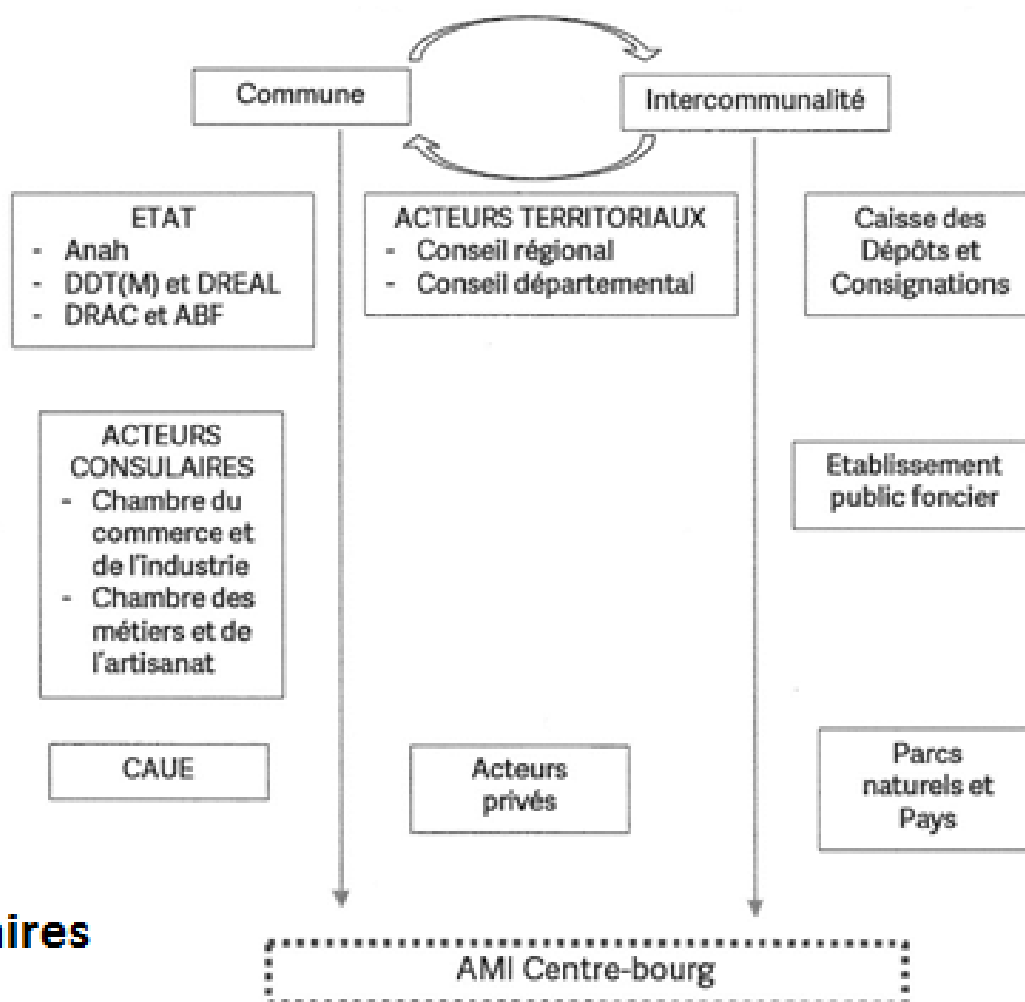 Commune
Intercommunalité
ETAT
- Anah
- DDT(M) et DREAL
- DRAC et ABF
ACTEURS TERRITORIAUX
- Conseil régional
- Conseil départemental
Caisse des
Dépôts et
Consignations
ACTEURS
CONSULAIRES
- Chambre du
commerce et
de l'industrie
- Chambre des
métiers et de
l'artisanat
Etablissement
public foncier
CAUE
Acteurs
privés
Parcs
naturels et
Pays
aires
AMI Centre-bourg